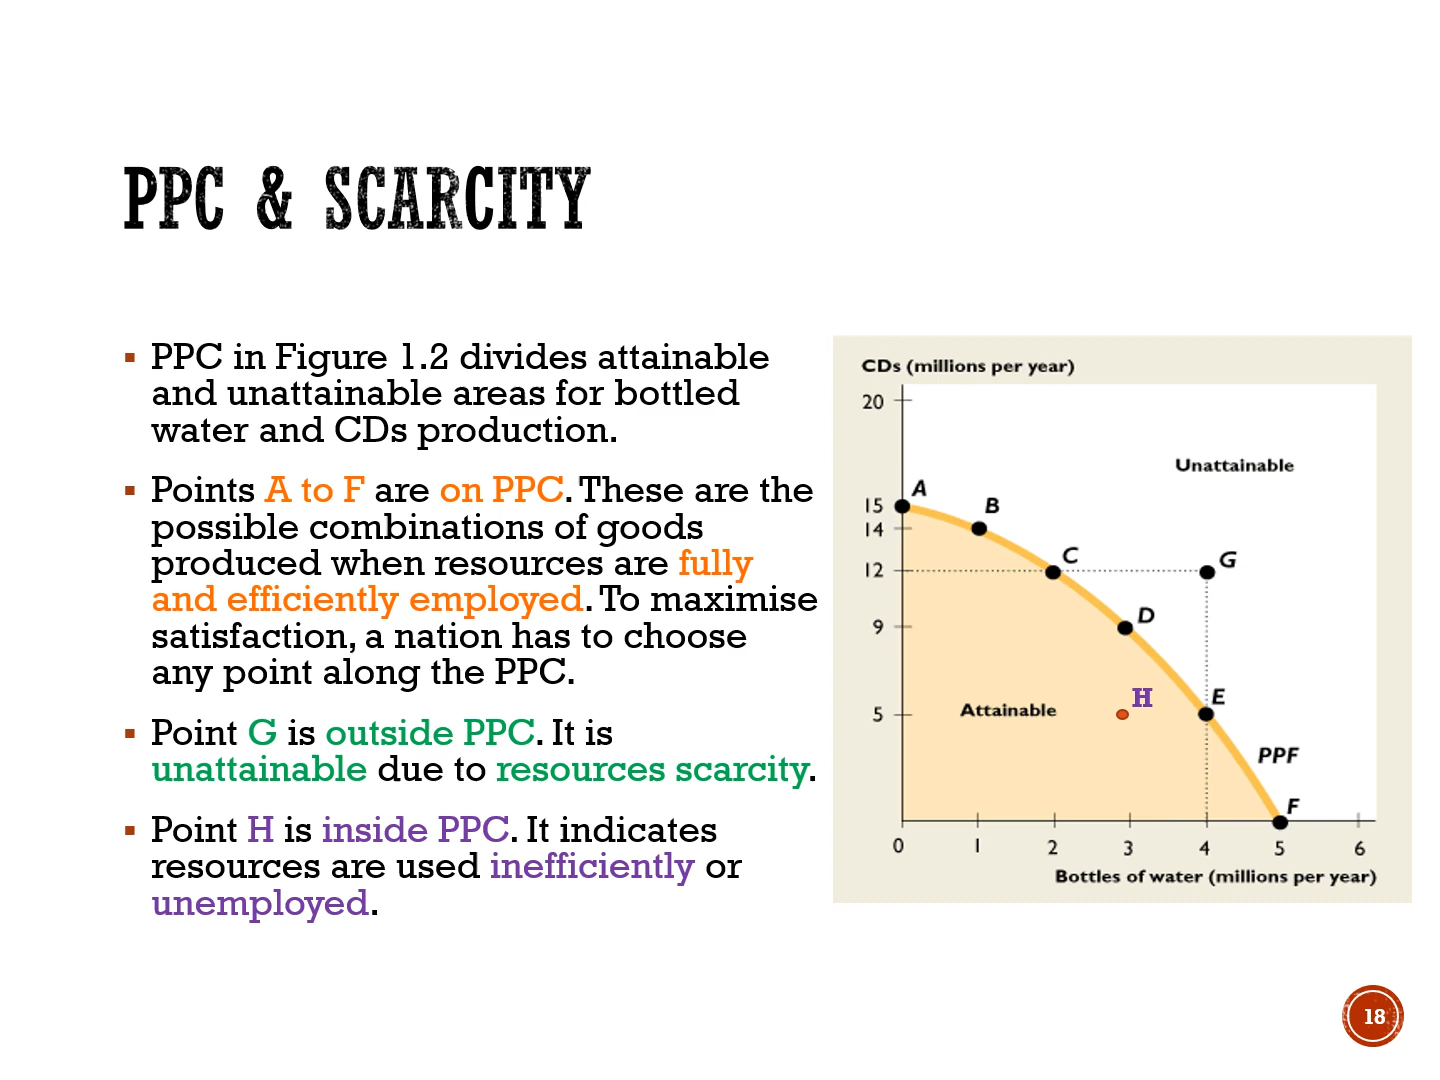 PPC & SCARCITY
▪ PPC in Figure 1.2 divides attainable
and unattainable areas for bottled
water and CDs production.
▪ Points A to F are on PPC. These are the
possible combinations of goods
produced when resources are fully
and efficiently employed. To maximise
satisfaction, a nation has to choose
any point along the PPC.
▪ Point G is outside PPC. It is
unattainable due to resources scarcity.
▪ Point H is inside PPC. It indicates
resources are used inefficiently or
unemployed.
CDs (millions per year)
20
Unattainable
A
15
B
14
C
G
12
D
9
H
E
5
Attainable
PPF
F
0 1 2 3 4 5 6
Bottles of water (millions per year)
18